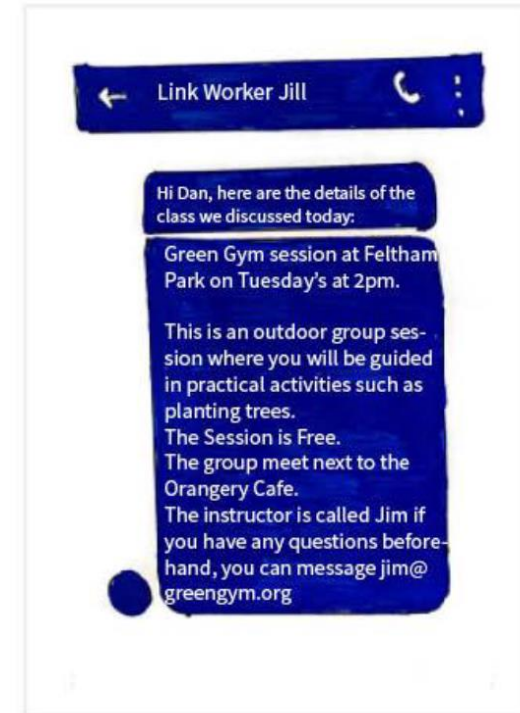 Link Worker Jill
Hi Dan, here are the details of the
class we discussed today:
Green Gym session at Feltham
Park on Tuesday's at 2pm.
This is an outdoor group ses-
sion where you will be guided
in practical activities such as
planting trees.
The Session is Free.
The group meet next to the
Orangery Cafe.
The instructor is called Jim if
you have any questions before-
hand, you can message jim@
greengym.org